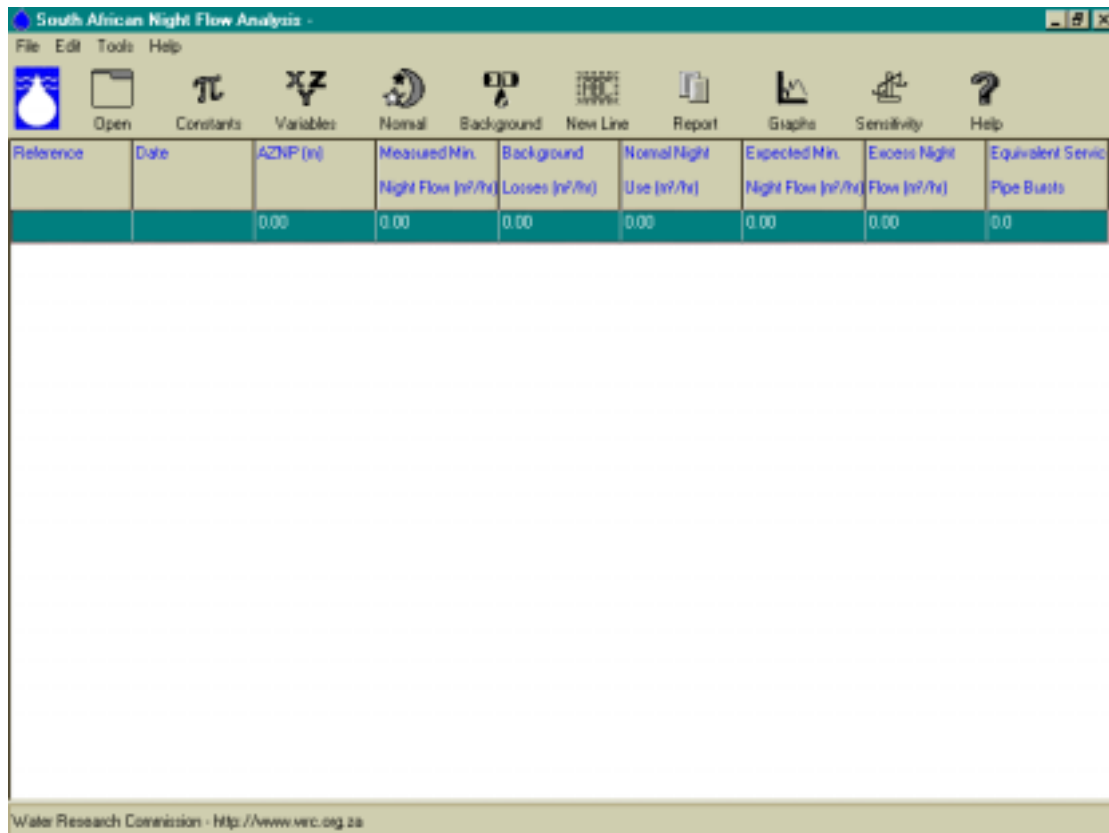 South African Night Flow Analysis -
File Edit Tools Help
Open Constants Variables Normal Background New Line Report Graphs Sensitivity Help
Reference Date AZNP (m) Measured Min. Background Normal Night Expected Min. Excess Night Equivalent Servic
Night Flow (m³/hr) Losses (m³/hr) Use (m³/hr) Night Flow (m³/hr) Flow (m³/hr) Pipe Bursts
0.00 0.00 0.00 0.00 0.00 0.00 0.0
Water Research Commission - http://www.wrc.org.za